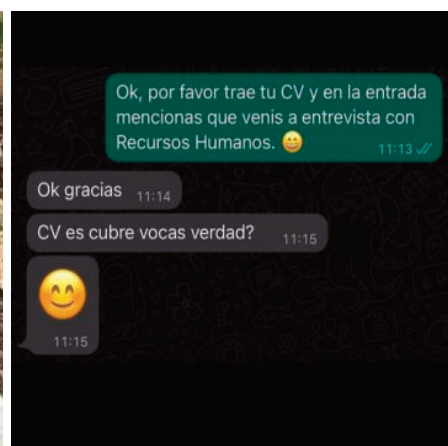 Ok, por favor trae tu CV y en la entrada
mencionas que venis a entrevista con
Recursos Humanos. 😄
11:13
Ok gracias 11:14
CV es cubre vocas verdad? 11:15
😊
11:15